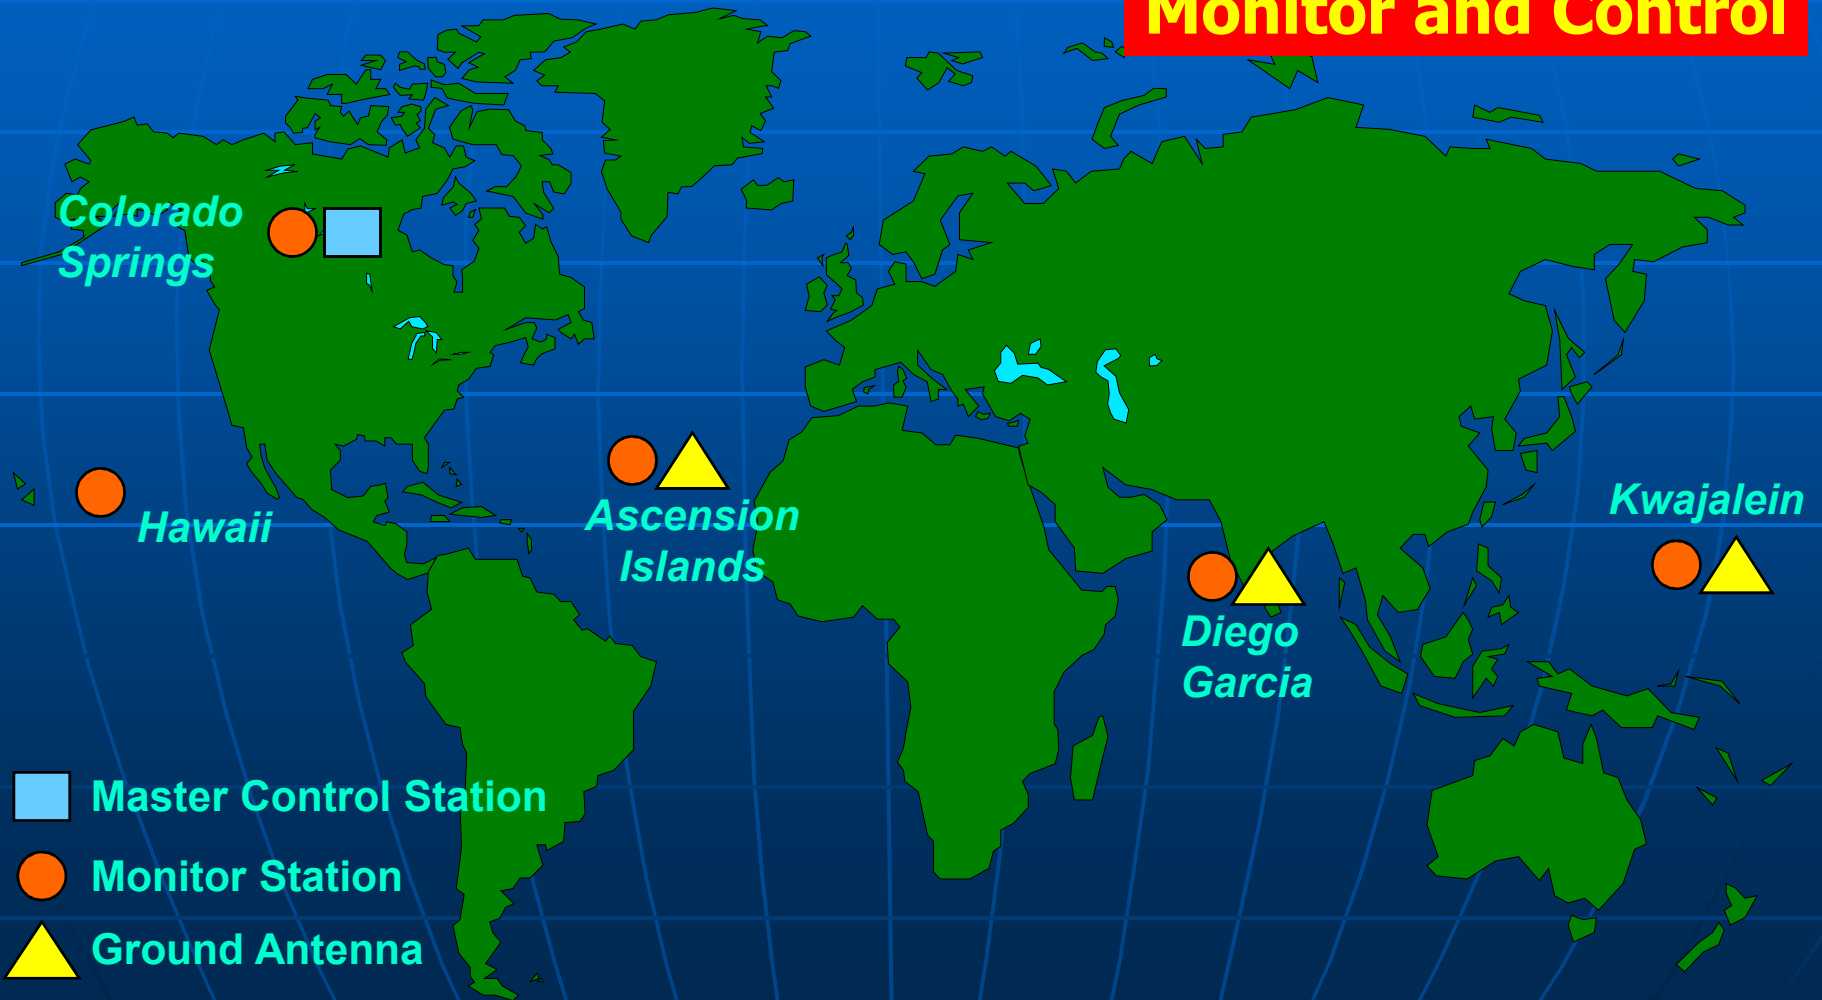 Monitor and Control
Colorado
Springs
Hawaii
Ascension
Islands
Kwajalein
Diego
Garcia
Master Control Station
Monitor Station
Ground Antenna